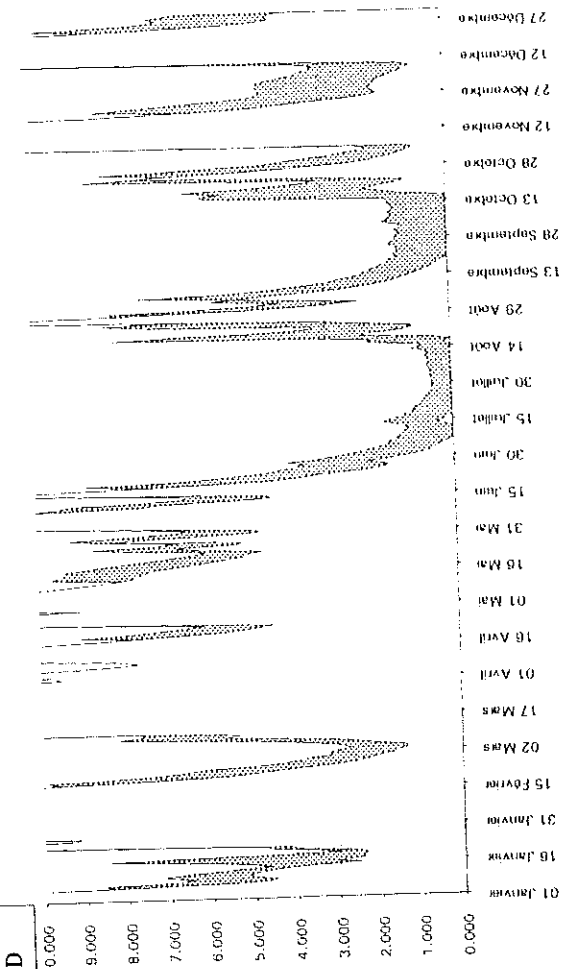 D
0.000
9.000
8.000
7.000
6.000
5.000
4.000
3.000
2.000
1.000
0.000
01 Janvier
16 Janvier
31 Janvier
15 Février
02 Mars
17 Mars
01 Avril
16 Avril
01 Mai
16 Mai
31 Mai
15 Juin
30 Juin
15 Juillet
30 Juillet
14 Août
29 Août
13 Septembre
28 Septembre
13 Octobre
28 Octobre
12 Novembre
27 Novembre
12 Décembre
27 Décembre